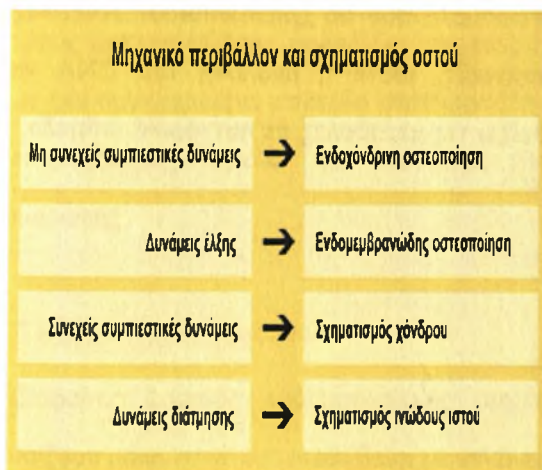 Μηχανικό περιβάλλον και σχηματισμός οστού
Μη συνεχείς συμπιεστικές δυνάμεις → Ενδοχόνδρινη οστεοποίηση
Δυνάμεις έλξης → Ενδομεμβρανώδης οστεοποίηση
Συνεχείς συμπιεστικές δυνάμεις → Σχηματισμός χόνδρου
Δυνάμεις διάτμησης → Σχηματισμός ινώδους ιστού